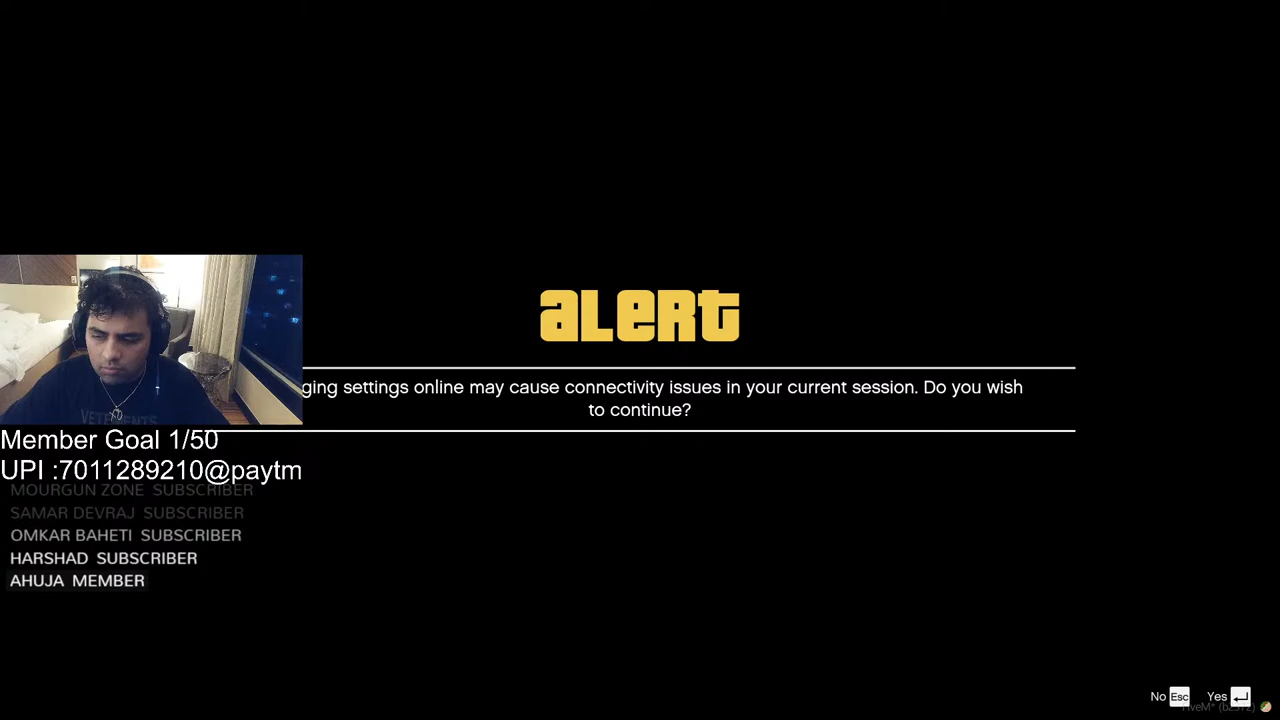 alert
ging settings online may cause connectivity issues in your current session. Do you wish
to continue?
VETEMENTS
Member Goal 1/50
UPI :7011289210@paytm
MOURGUN ZONE SUBSCRIBER
SAMAR DEVRAJ SUBSCRIBER
OMKAR BAHETI SUBSCRIBER
HARSHAD SUBSCRIBER
AHUJA MEMBER
No Esc Yes